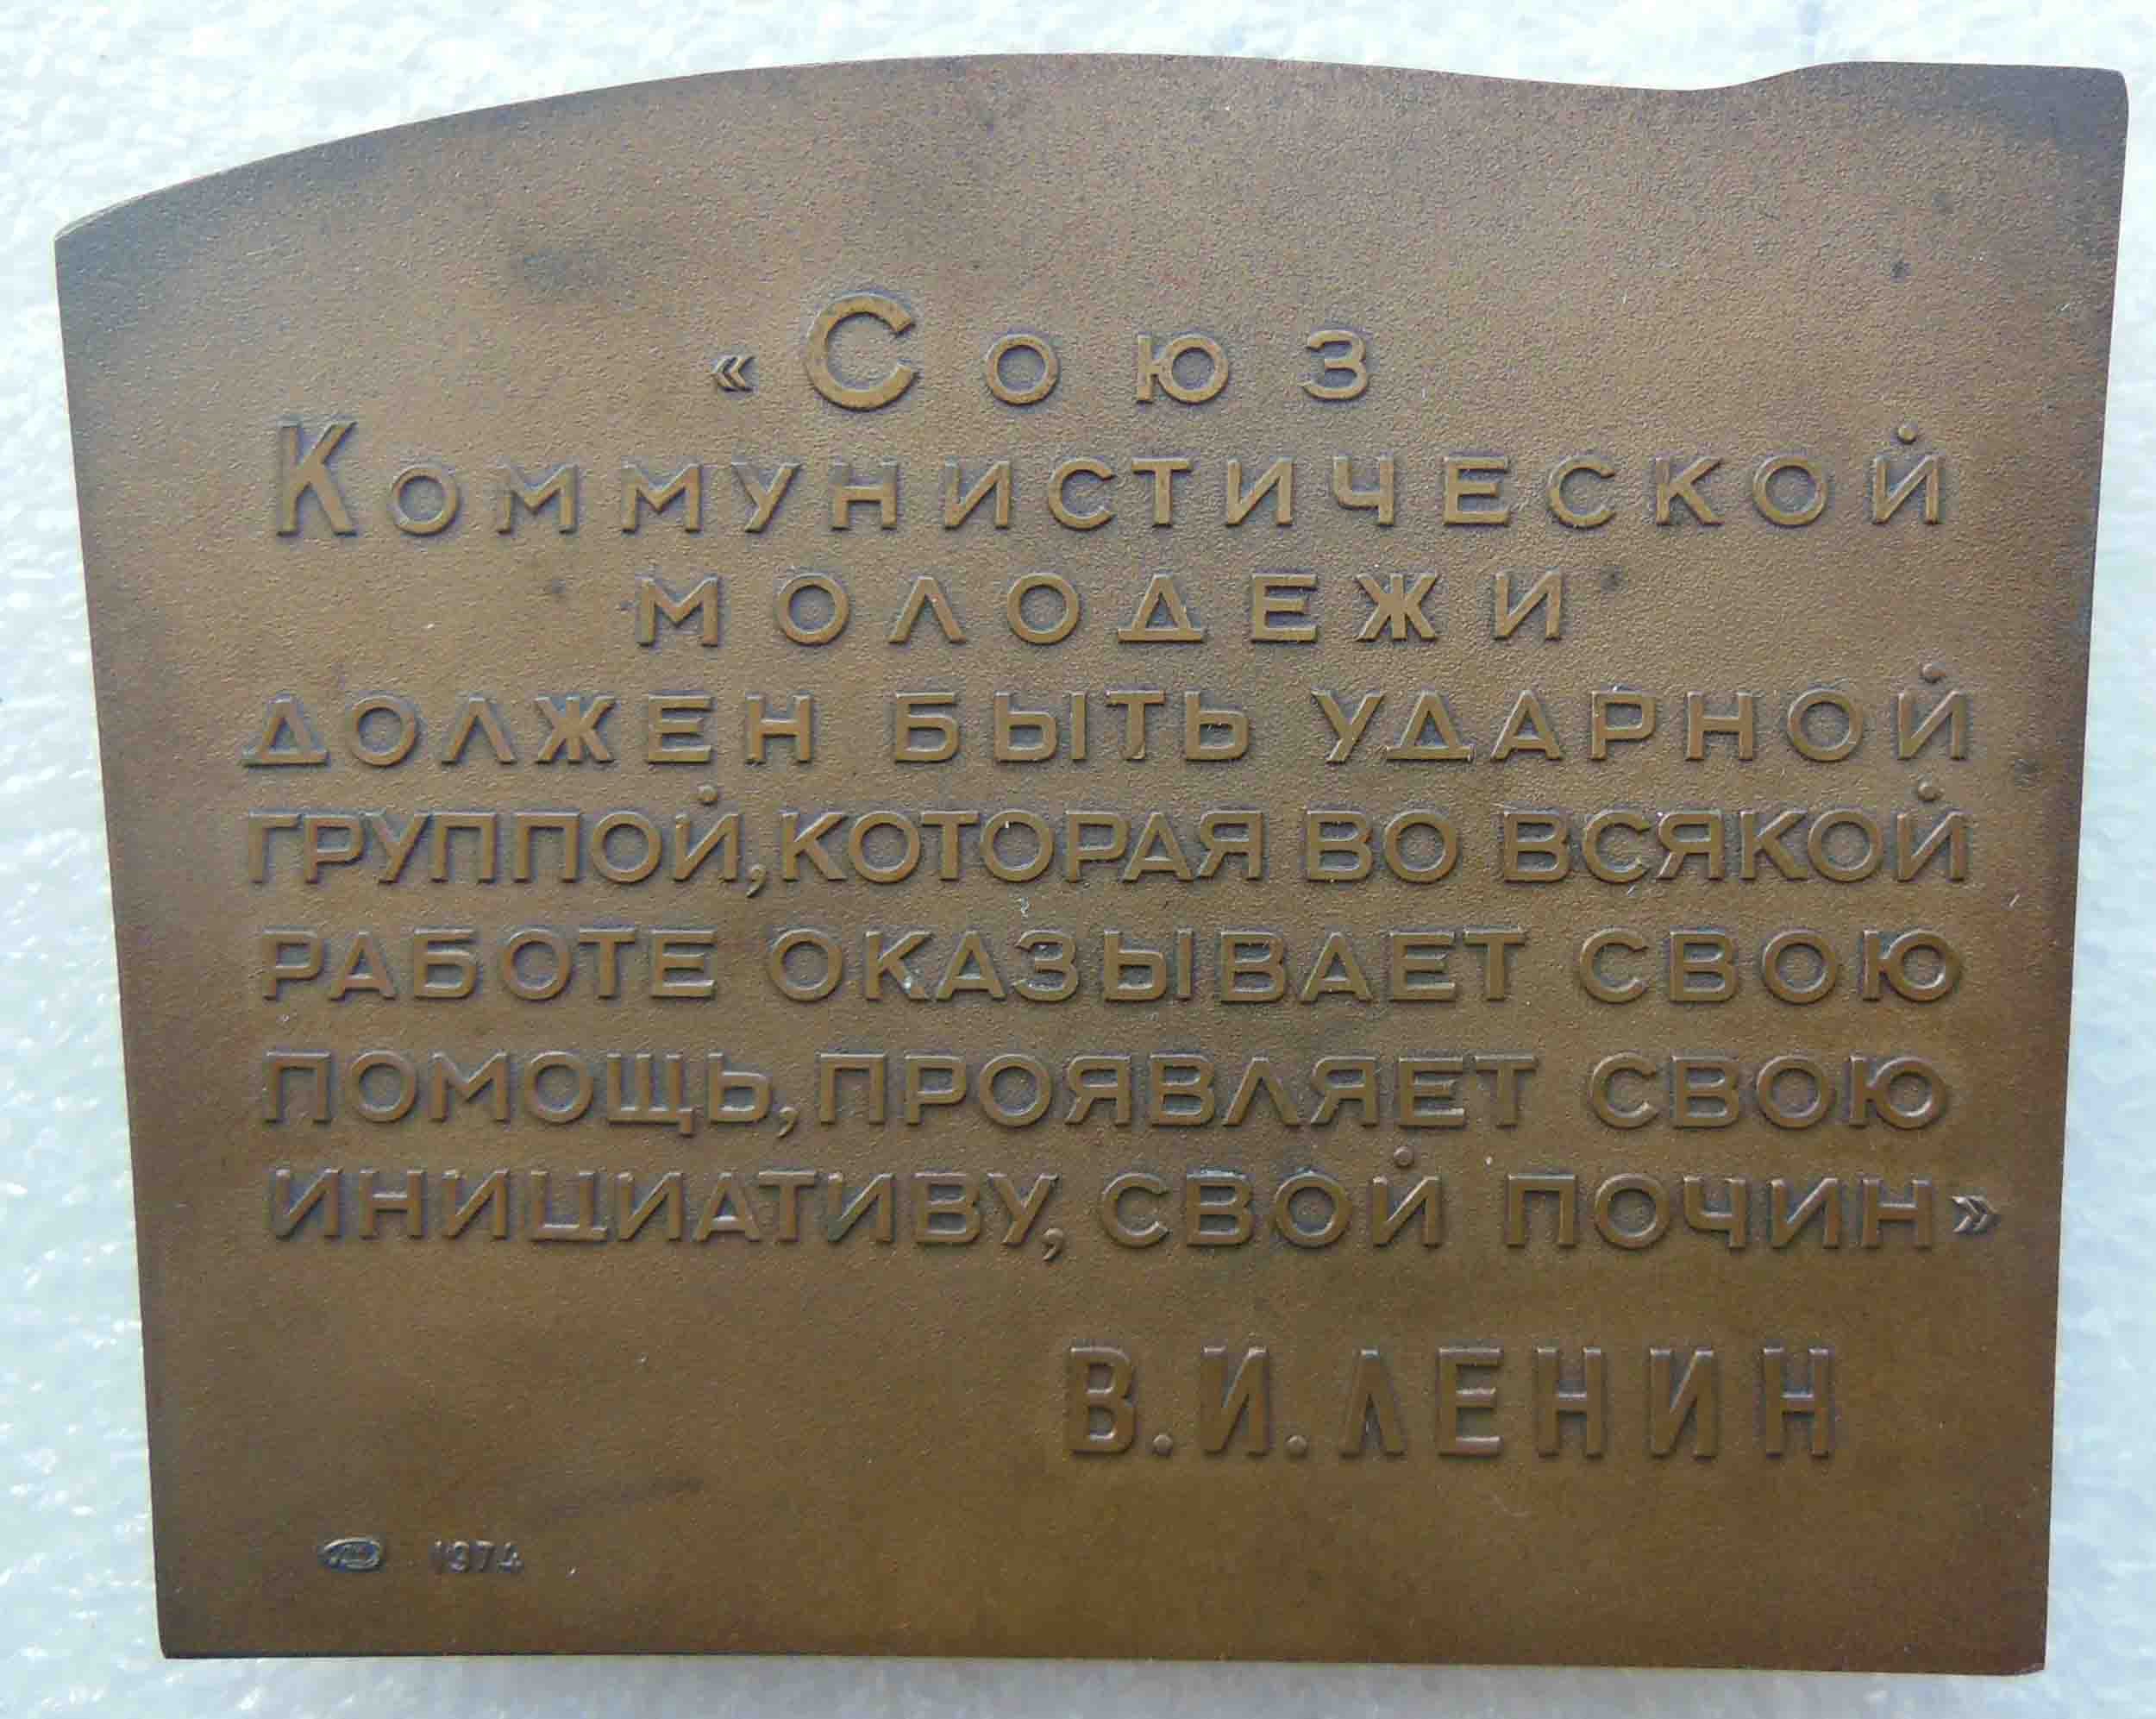 «Союз
Коммунистической
молодежи
должен быть ударной
группой, которая во всякой
работе оказывает свою
помощь, проявляет свою
инициативу, свой почин»
В.И.ЛЕНИН
1974